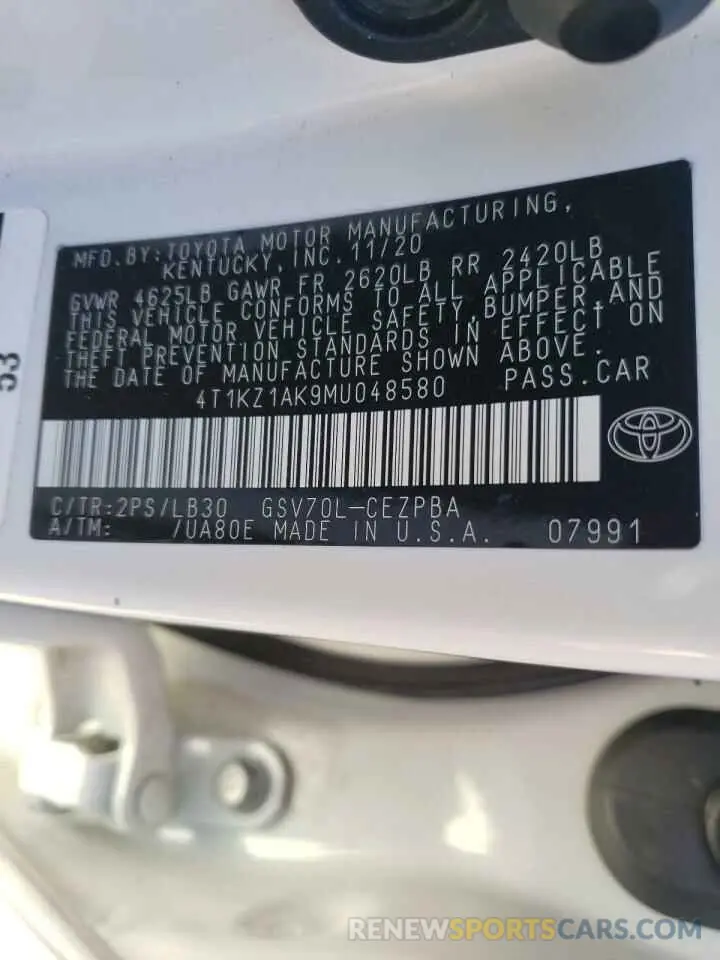 MFD. BY: TOYOTA MOTOR MANUFACTURING,
KENTUCKY, INC. 11/20
GVWR 4625LB GAWR FR 2620LB RR 2420LB
THIS VEHICLE CONFORMS TO ALL APPLICABLE
FEDERAL MOTOR VEHICLE SAFETY, BUMPER, AND
THEFT PREVENTION STANDARDS IN EFFECT ON
THE DATE OF MANUFACTURE SHOWN ABOVE.
4T1KZ1AK9MU048580 PASS. CAR
C/TR: 2PS/LB30 GSV70L-CEZPBA
A/TM: /UA80E MADE IN U.S.A. 07991
53
RENEWSPORTSCARS.COM